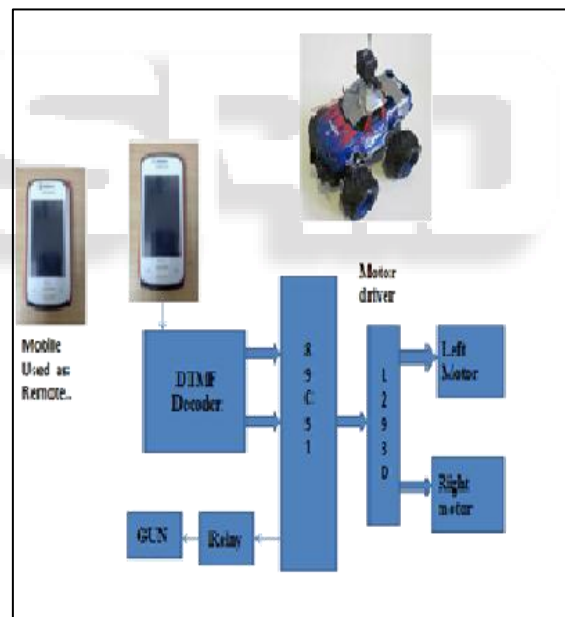 Mobile
Used as
Remote..
DTMF
Decoder
8
9
C
5
1
Motor
driver
L
2
9
3
D
Left
Motor
Right
motor
GUN
Relay